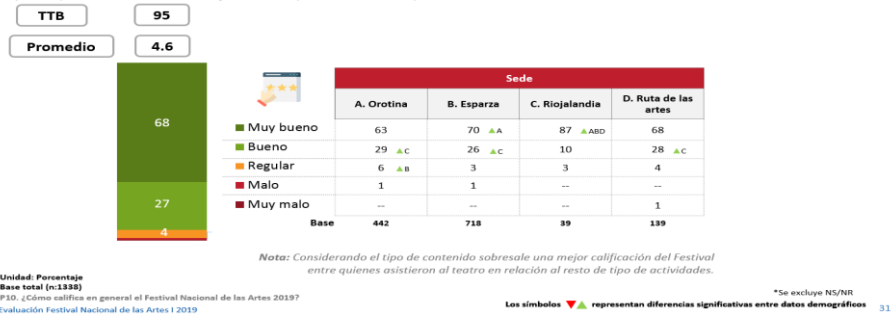 TTB 95
Promedio 4.6
68
27
4
Sede
A. Orotina B. Esparza C. Riojalandia D. Ruta de las artes
Muy bueno 63 70 ▲A 87 ▲ABD 68
Bueno 29 ▲C 26 ▲C 10 28 ▲C
Regular 6 ▲B 3 3 4
Malo 1 1 -- --
Muy malo -- -- -- 1
Base 442 718 39 139
Nota: Considerando el tipo de contenido sobresale una mejor calificación del Festival
entre quienes asistieron al teatro en relación al resto de tipo de actividades.
Unidad: Porcentaje
Base total (n:1338)
P10. ¿Cómo califica en general el Festival Nacional de las Artes 2019?
Evaluación Festival Nacional de las Artes I 2019
*Se excluye NS/NR
Los símbolos ▼▲ representan diferencias significativas entre datos demográficos
31